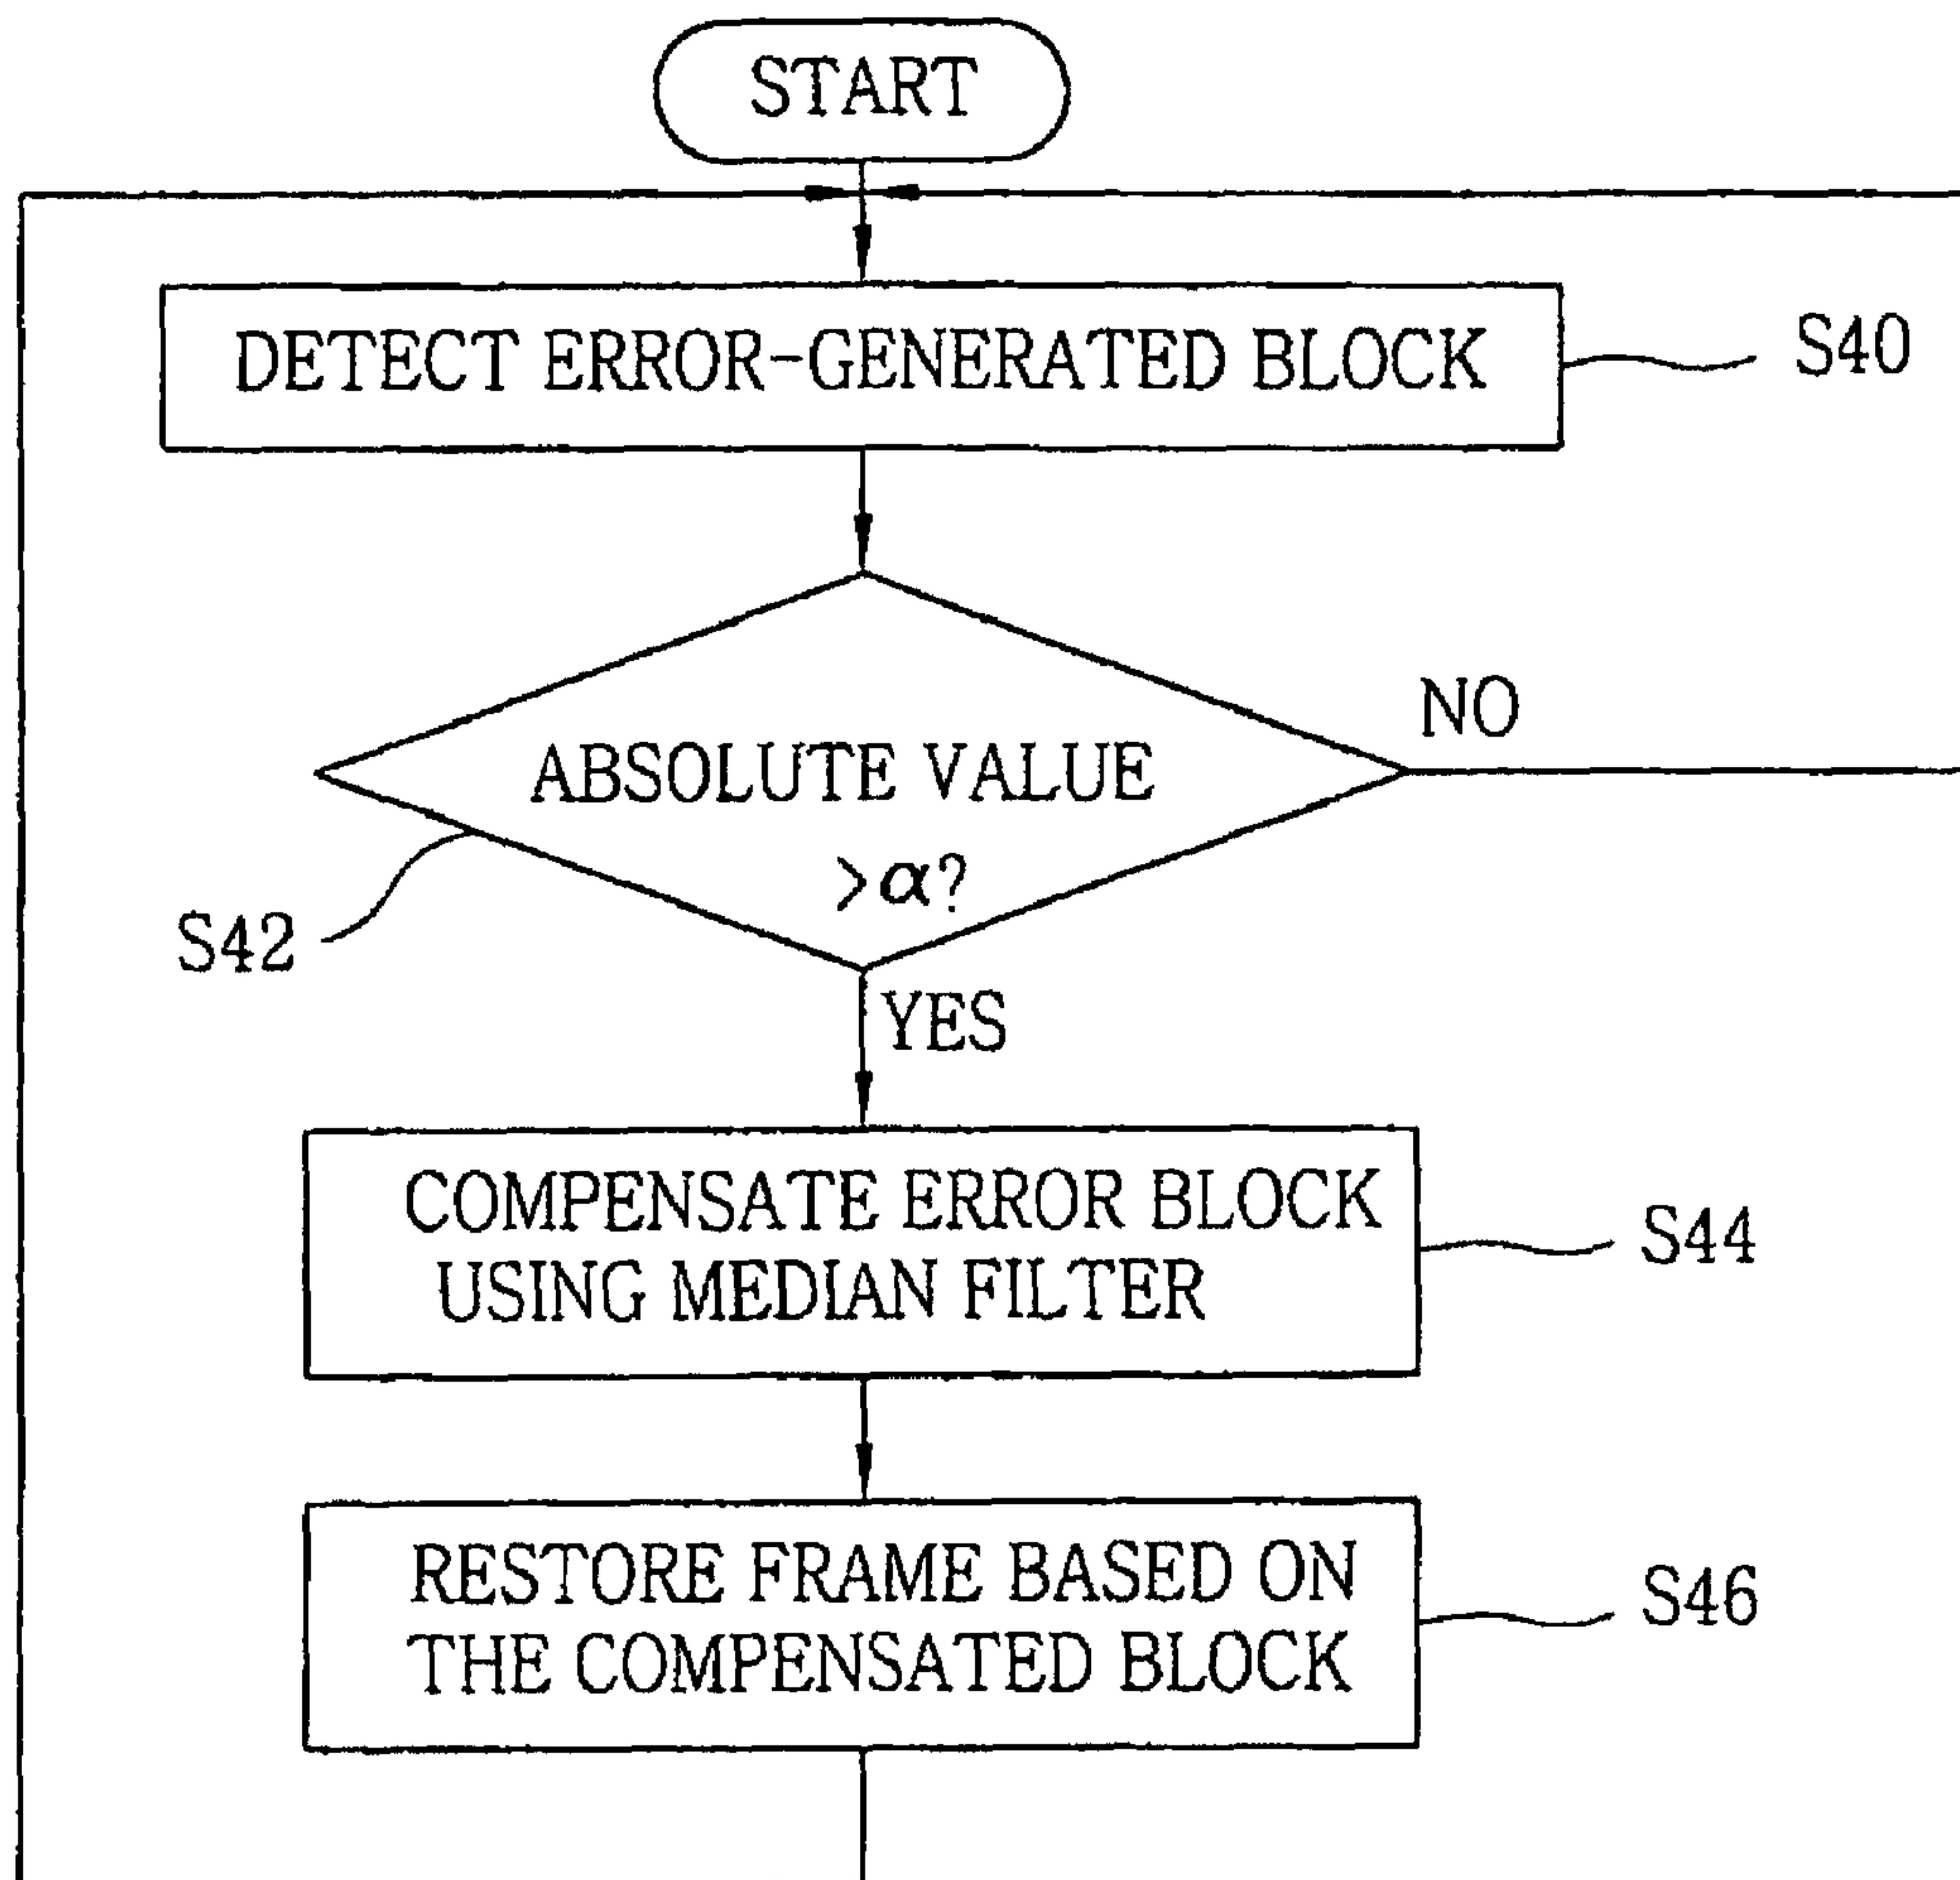 START
DETECT ERROR-GENERATED BLOCK
S40
NO
ABSOLUTE VALUE
>α?
S42
YES
COMPENSATE ERROR BLOCK
USING MEDIAN FILTER
S44
RESTORE FRAME BASED ON
THE COMPENSATED BLOCK
S46